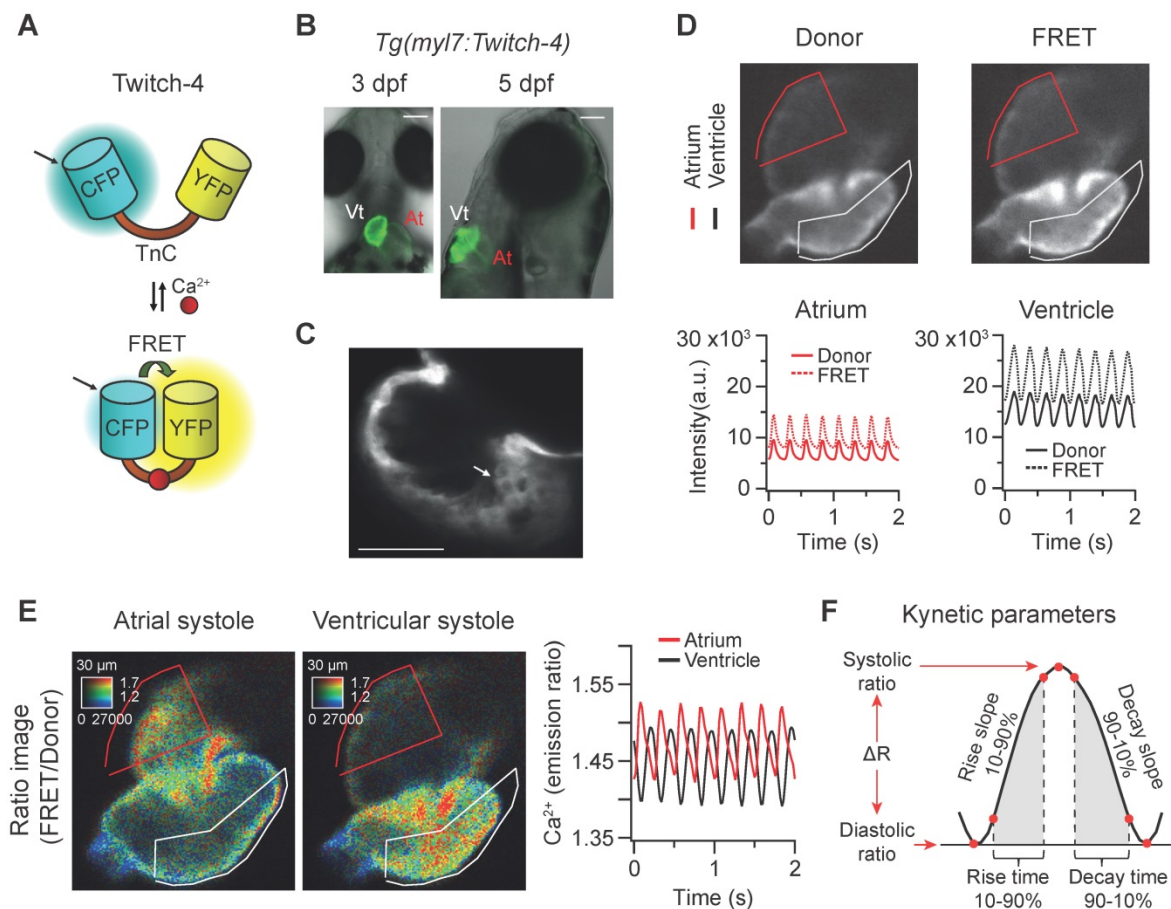 A
Twitch-4
CFP
YFP
TnC
Ca2+
FRET
CFP
YFP
B
Tg(myl7:Twitch-4)
3 dpf
5 dpf
Vt
At
Vt
At
C
D
Donor
FRET
Atrium
Ventricle
Atrium
30 x10³
20
10
0
Intensity(a.u.)
Donor
FRET
0
1
2
Time (s)
Ventricle
30 x10³
20
10
0
Donor
FRET
0
1
2
Time (s)
E
Atrial systole
Ventricular systole
Ratio image
(FRET/Donor)
30 µm
1.7
1.2
0 27000
30 µm
1.7
1.2
0 27000
Atrium
Ventricle
Ca2+ (emission ratio)
1.55
1.45
1.35
0
1
2
Time (s)
F
Kynetic parameters
Systolic
ratio
ΔR
Diastolic
ratio
Rise slope
10-90%
Decay slope
90-10%
Rise time
10-90%
Decay time
90-10%